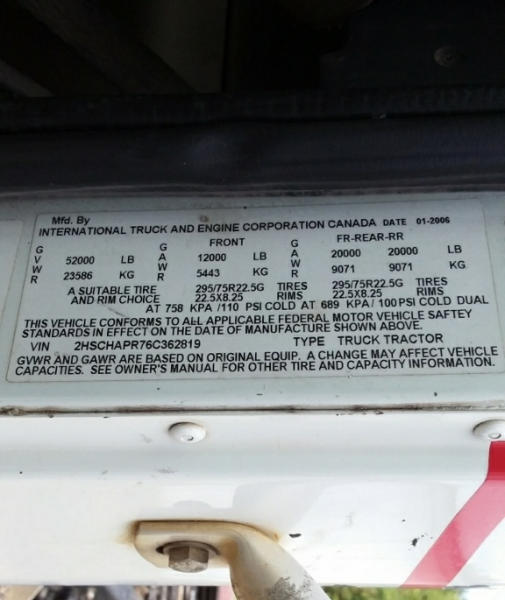 Mfd. By
INTERNATIONAL TRUCK AND ENGINE CORPORATION CANADA DATE 01-2006
G G FRONT G FR-REAR-RR
V 52000 LB A 12000 LB A 20000 20000 LB
W W W
R 23586 KG R 5443 KG R 9071 9071 KG
A SUITABLE TIRE 295/75R22.5G TIRES 295/75R22.5G TIRES
AND RIM CHOICE 22.5X8.25 RIMS 22.5X8.25 RIMS
AT 758 KPA/110 PSI COLD AT 689 KPA/100PSI COLD DUAL
THIS VEHICLE CONFORMS TO ALL APPLICABLE FEDERAL MOTOR VEHICLE SAFTEY
STANDARDS IN EFFECT ON THE DATE OF MANUFACTURE SHOWN ABOVE.
VIN 2HSCHAPR76C362819 TYPE TRUCK TRACTOR
GVWR AND GAWR ARE BASED ON ORIGINAL EQUIP. A CHANGE MAY AFFECT VEHICLE
CAPACITIES. SEE OWNER'S MANUAL FOR OTHER TIRE AND CAPACITY INFORMATION.